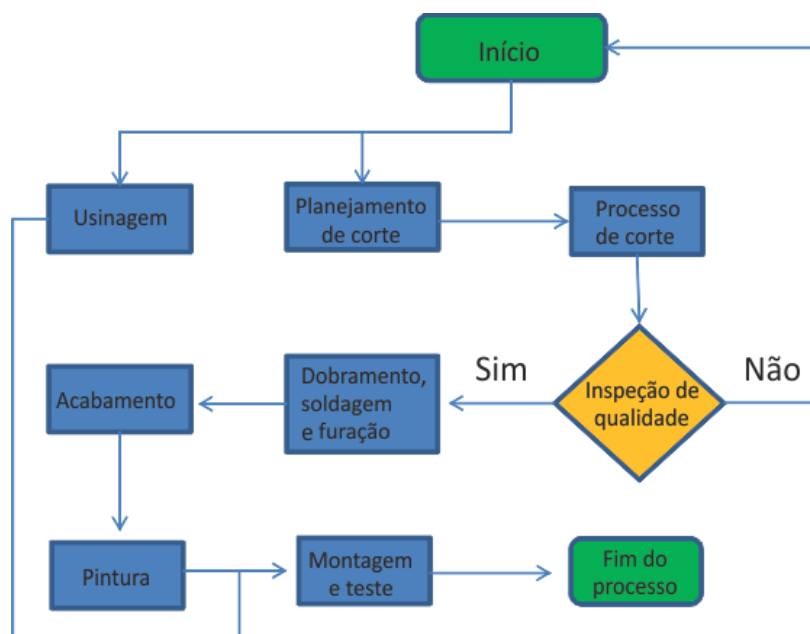 Início
Usinagem
Planejamento
de corte
Processo
de corte
Sim
Não
Acabamento
Dobramento,
soldagem
e furação
Inspeção de
qualidade
Pintura
Montagem
e teste
Fim do
processo